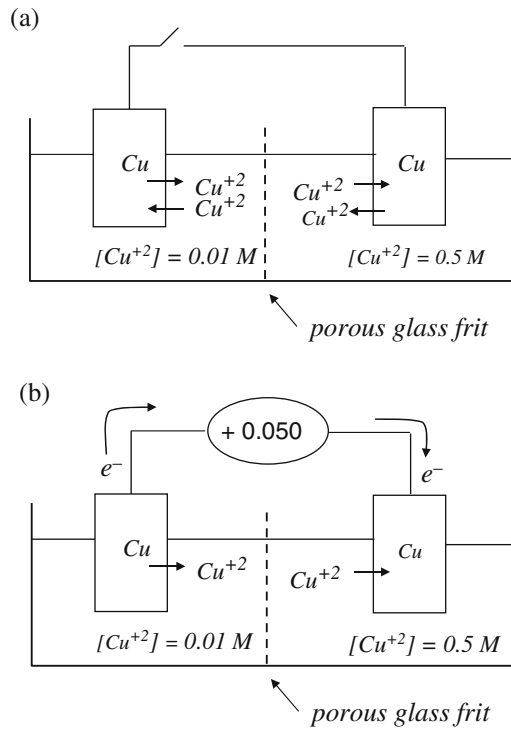 (a)
Cu Cu
Cu+2 Cu+2
Cu+2 Cu+2
[Cu+2] = 0.01 M [Cu+2] = 0.5 M
porous glass frit
(b)
+ 0.050
e– e–
Cu Cu
Cu+2 Cu+2
[Cu+2] = 0.01 M [Cu+2] = 0.5 M
porous glass frit